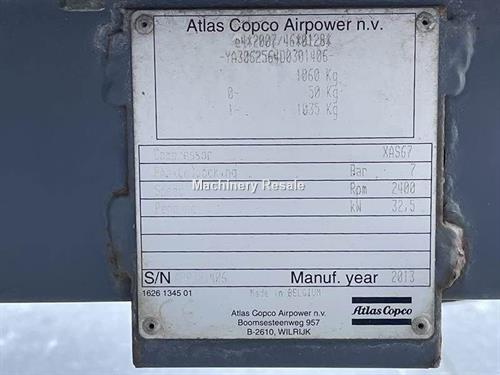 Atlas Copco Airpower n.v.
e4*2007/46*0128*
-YA3062564D0301406-
1060 Kg
0- 50 Kg
1- 1035 Kg
Compressor XAS67
Bar 7
Machinery Resale
Speed Rpm 2400
kW 32,5
S/N Manuf. year 2013
1626 1345 01
Made in BELGIUM
Atlas Copco Airpower n.v.
Boomsesteenweg 957
B-2610, WILRIJK
Atlas Copco